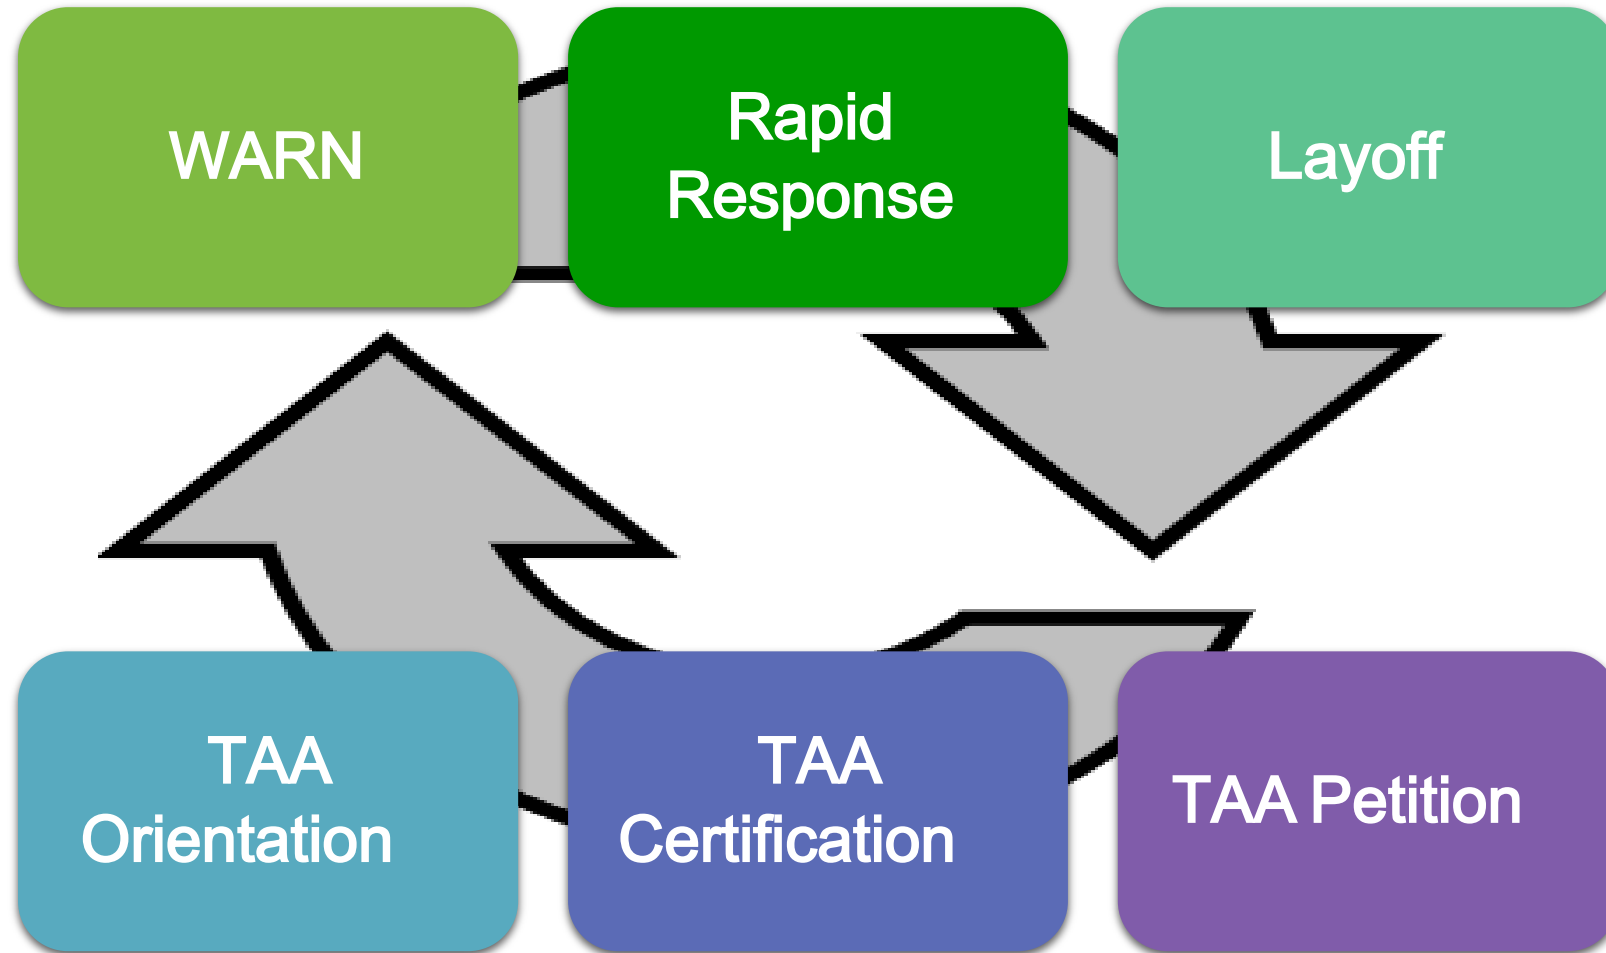 WARN
Rapid
Response
Layoff
TAA
Orientation
TAA
Certification
TAA Petition